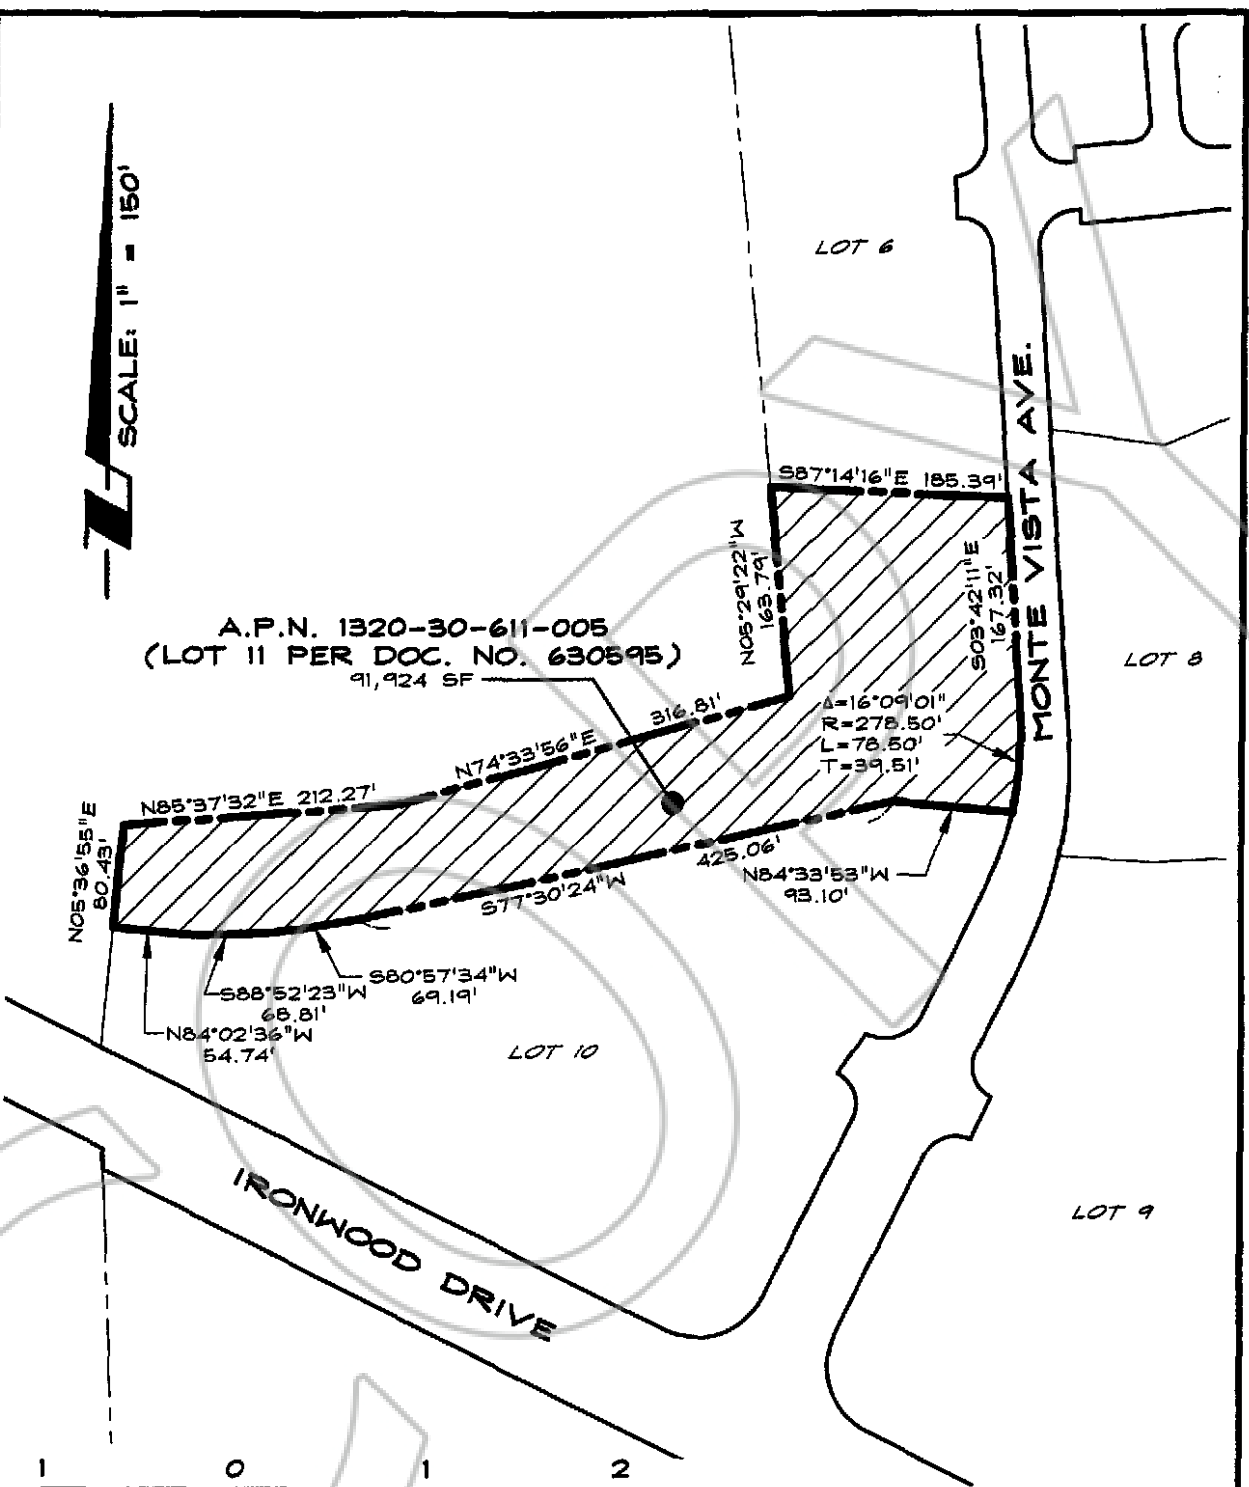 SCALE: 1" = 150'
LOT 6
MONTE VISTA AVE.
S87°14'16"E 185.39'
N05°29'22"W
163.79'
S03°42'11"E
167.32'
A.P.N. 1320-30-611-005
(LOT 11 PER DOC. NO. 630595)
91,924 SF
LOT 8
Δ=16°09'01"
R=278.50'
L=78.50'
T=39.51'
316.81'
N74°33'56"E
N85°37'32"E 212.27'
N05°36'55"E
80.43'
425.06'
S77°30'24"W
N84°33'53"W
93.10'
S80°57'34"W
69.19'
S88°52'23"W
68.81'
N84°02'36"W
54.74'
LOT 10
IRONWOOD DRIVE
LOT 9
1 0 1 2